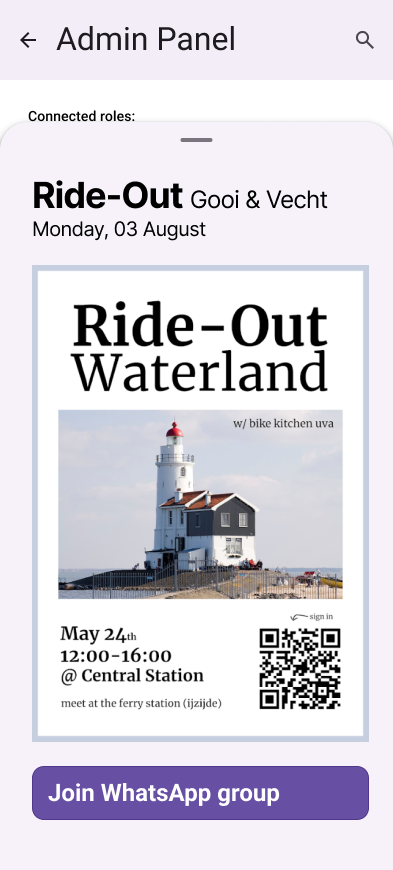 Admin Panel
Connected roles:
Ride-Out Gooi & Vecht
Monday, 03 August
Ride-Out
Waterland
w/ bike kitchen uva
sign in
May 24th
12:00-16:00
@ Central Station
meet at the ferry station (ijzijde)
Join WhatsApp group